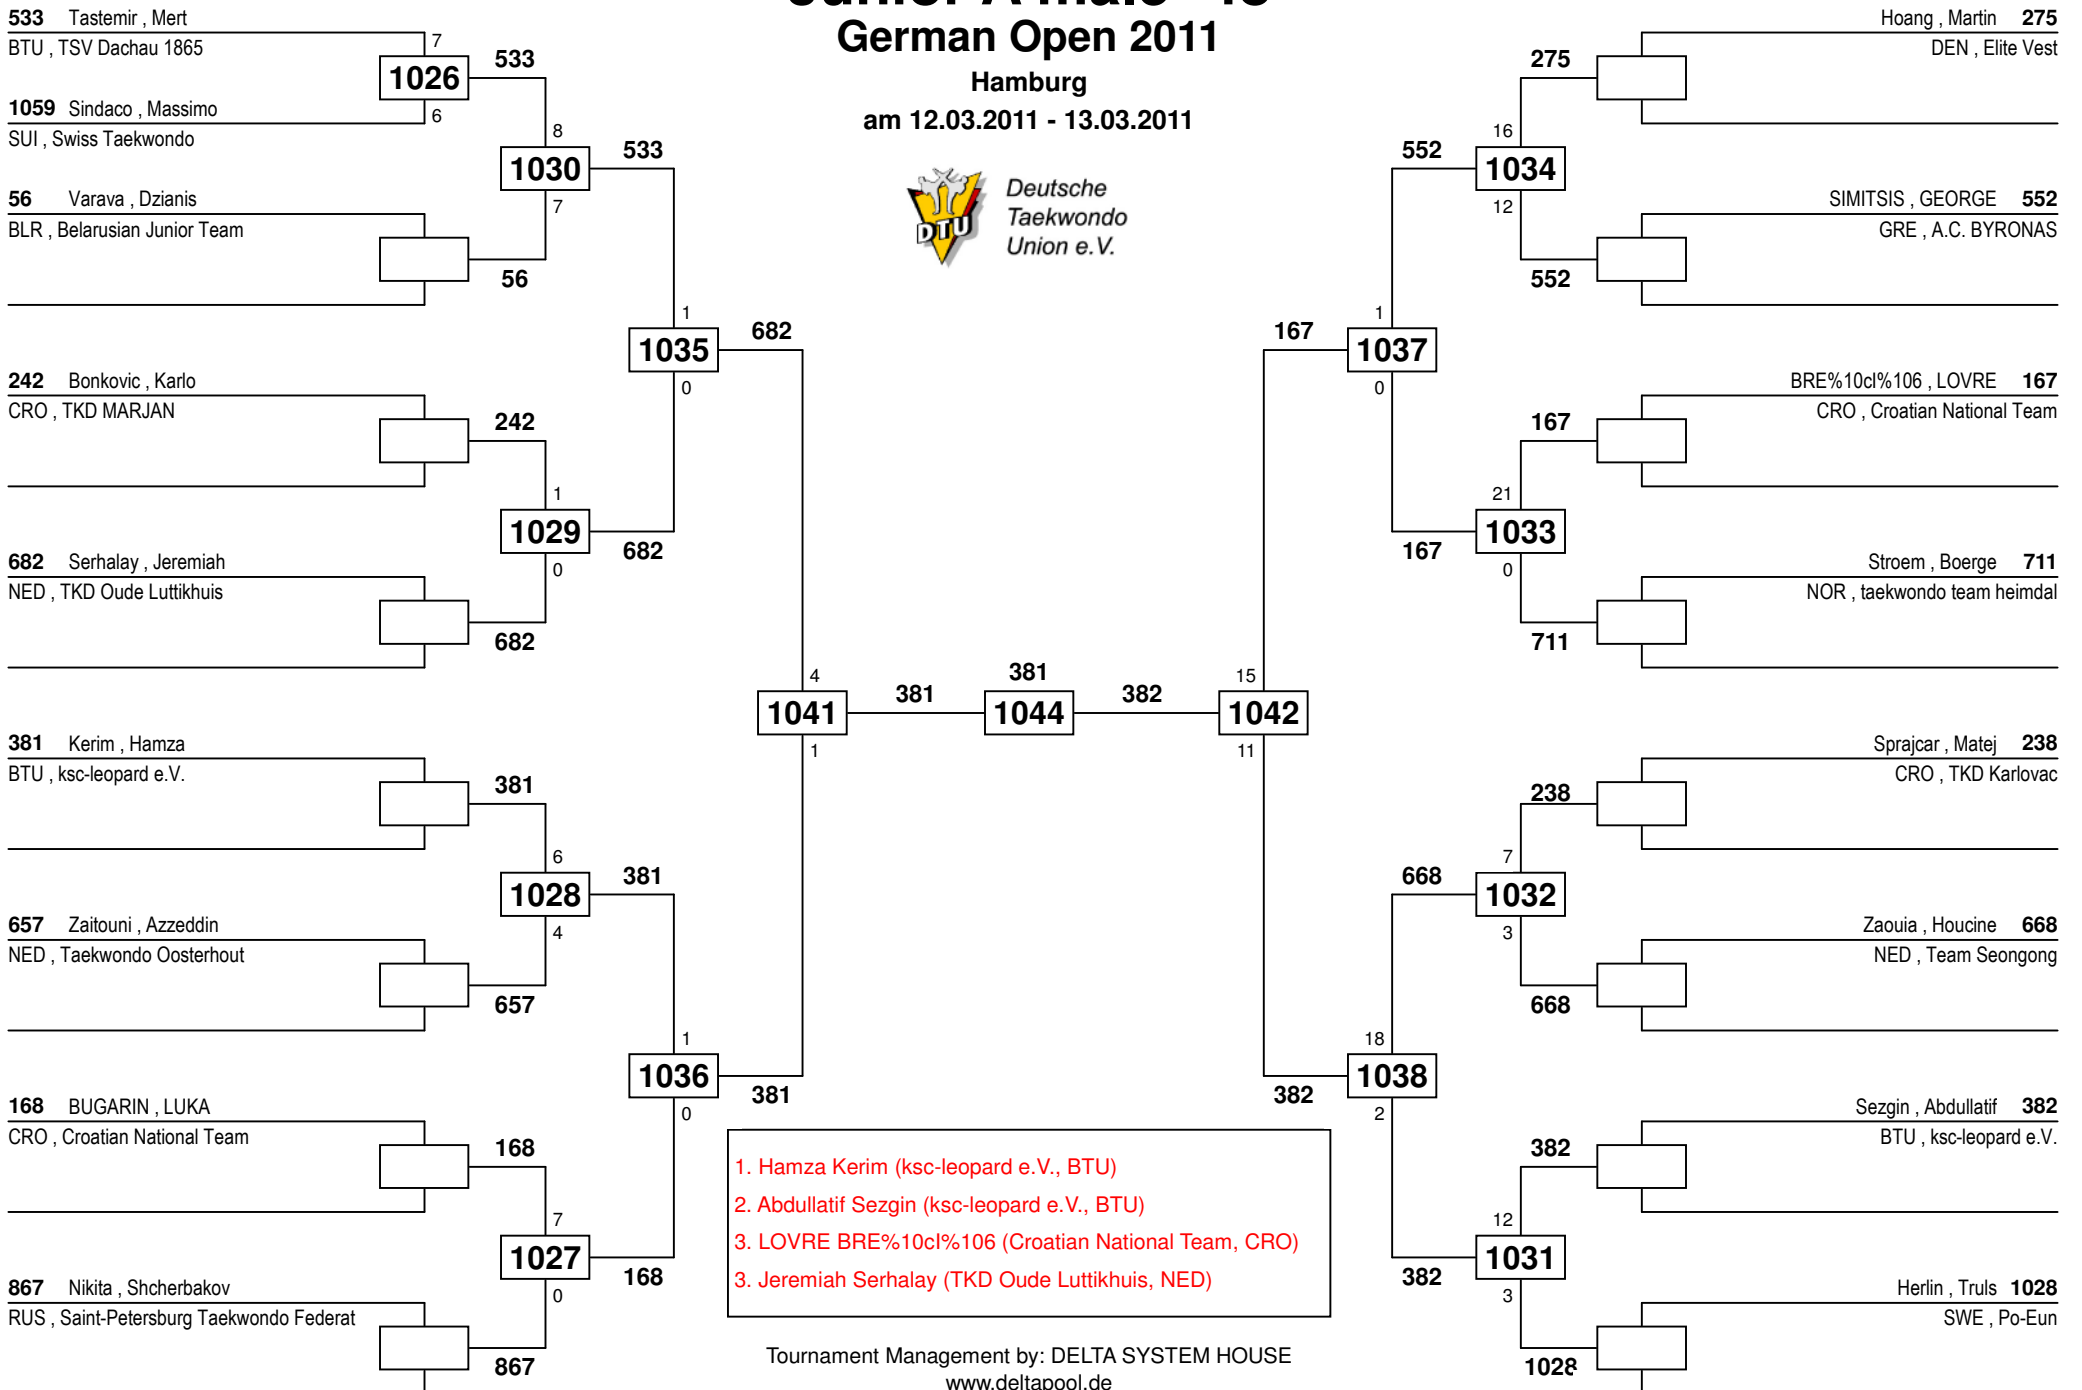 German Open 2011
Hamburg
am 12.03.2011 - 13.03.2011
Deutsche
Taekwondo
Union e.V.
DTU
533 Tastemir , Mert
BTU , TSV Dachau 1865
7
1026
533
1059 Sindaco , Massimo
6
SUI , Swiss Taekwondo
8
1030
533
56 Varava , Dzianis
7
BLR , Belarusian Junior Team
56
1
1035
682
0
242 Bonkovic , Karlo
CRO , TKD MARJAN
242
1
1029
682
0
682 Serhalay , Jeremiah
NED , TKD Oude Luttikhuis
682
4
1041
381
1
381 Kerim , Hamza
BTU , ksc-leopard e.V.
381
6
1028
381
4
657 Zaitouni , Azzeddin
NED , Taekwondo Oosterhout
657
1
1036
381
0
168 BUGARIN , LUKA
CRO , Croatian National Team
168
7
1027
168
0
867 Nikita , Shcherbakov
RUS , Saint-Petersburg Taekwondo Federat
867
381
1044
Hoang , Martin 275
DEN , Elite Vest
275
16
552
1034
12
SIMITSIS , GEORGE 552
GRE , A.C. BYRONAS
552
1
167
1037
0
BRE%10cI%106 , LOVRE 167
CRO , Croatian National Team
167
21
1033
167
0
Stroem , Boerge 711
NOR , taekwondo team heimdal
711
15
382
1042
11
Sprajcar , Matej 238
CRO , TKD Karlovac
238
7
668
1032
3
Zaouia , Houcine 668
NED , Team Seongong
668
18
1038
382
2
Sezgin , Abdullatif 382
BTU , ksc-leopard e.V.
382
12
1031
382
3
Herlin , Truls 1028
SWE , Po-Eun
1028
1. Hamza Kerim (ksc-leopard e.V., BTU)
2. Abdullatif Sezgin (ksc-leopard e.V., BTU)
3. LOVRE BRE%10cI%106 (Croatian National Team, CRO)
3. Jeremiah Serhalay (TKD Oude Luttikhuis, NED)
Tournament Management by: DELTA SYSTEM HOUSE
www.deltapool.de